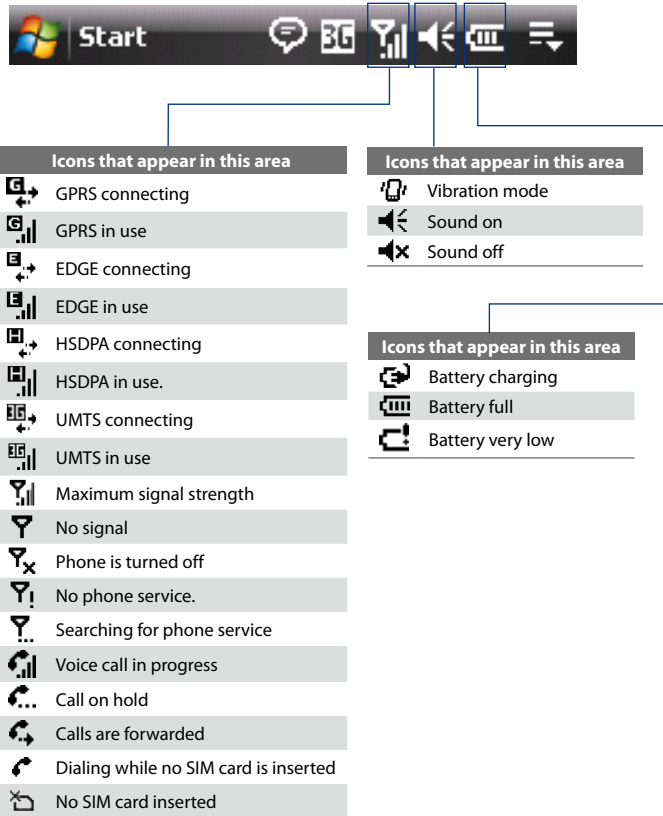 Start
3G
Icons that appear in this area
G GPRS connecting
G GPRS in use
E EDGE connecting
E EDGE in use
H HSDPA connecting
H HSDPA in use.
3G UMTS connecting
3G UMTS in use
Maximum signal strength
No signal
Phone is turned off
No phone service.
Searching for phone service
Voice call in progress
Call on hold
Calls are forwarded
Dialing while no SIM card is inserted
No SIM card inserted
Icons that appear in this area
Vibration mode
Sound on
Sound off
Icons that appear in this area
Battery charging
Battery full
Battery very low